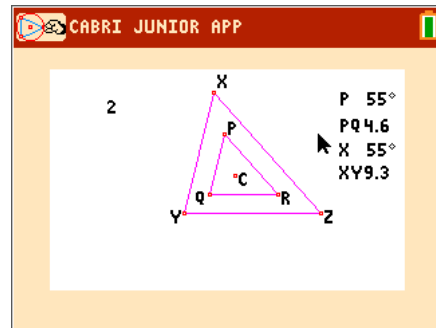 CABRI JUNIOR APP
X
2
P 55°
P
PQ 4.6
X 55°
XY 9.3
C
Q
R
Y
Z